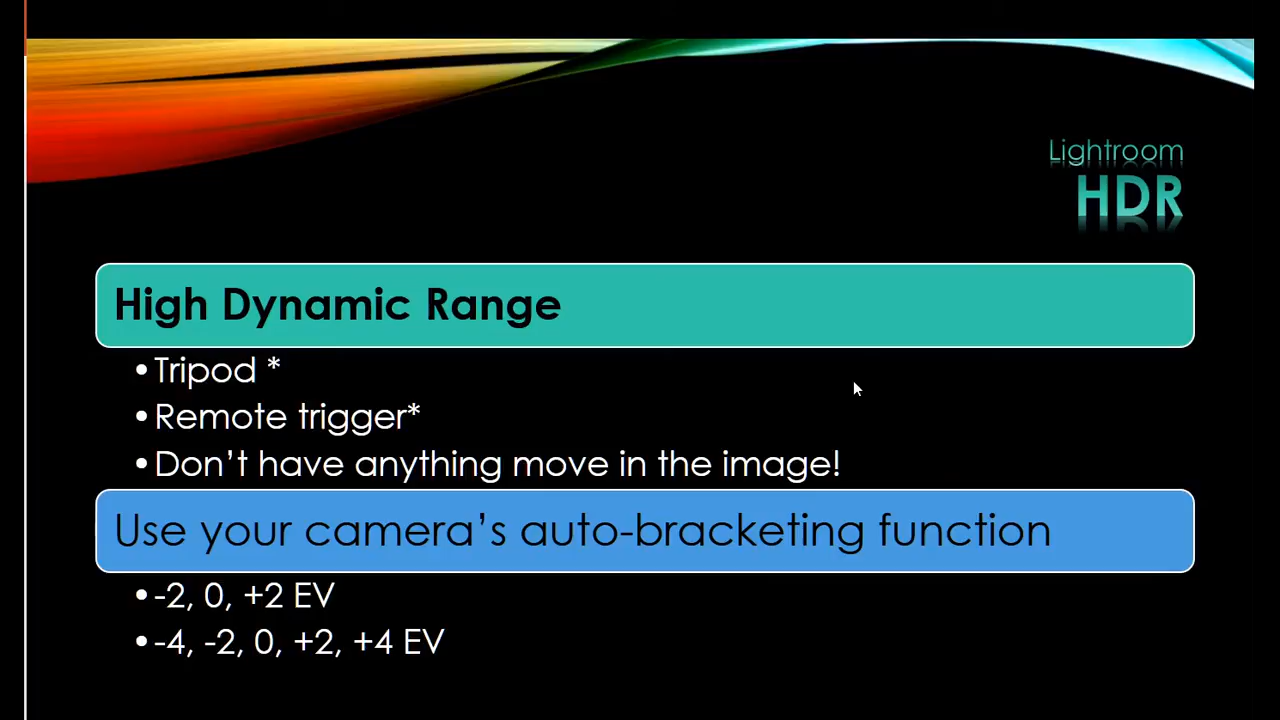 Lightroom
HDR
High Dynamic Range
•Tripod *
•Remote trigger*
•Don’t have anything move in the image!
Use your camera’s auto-bracketing function
•-2, 0, +2 EV
•-4, -2, 0, +2, +4 EV